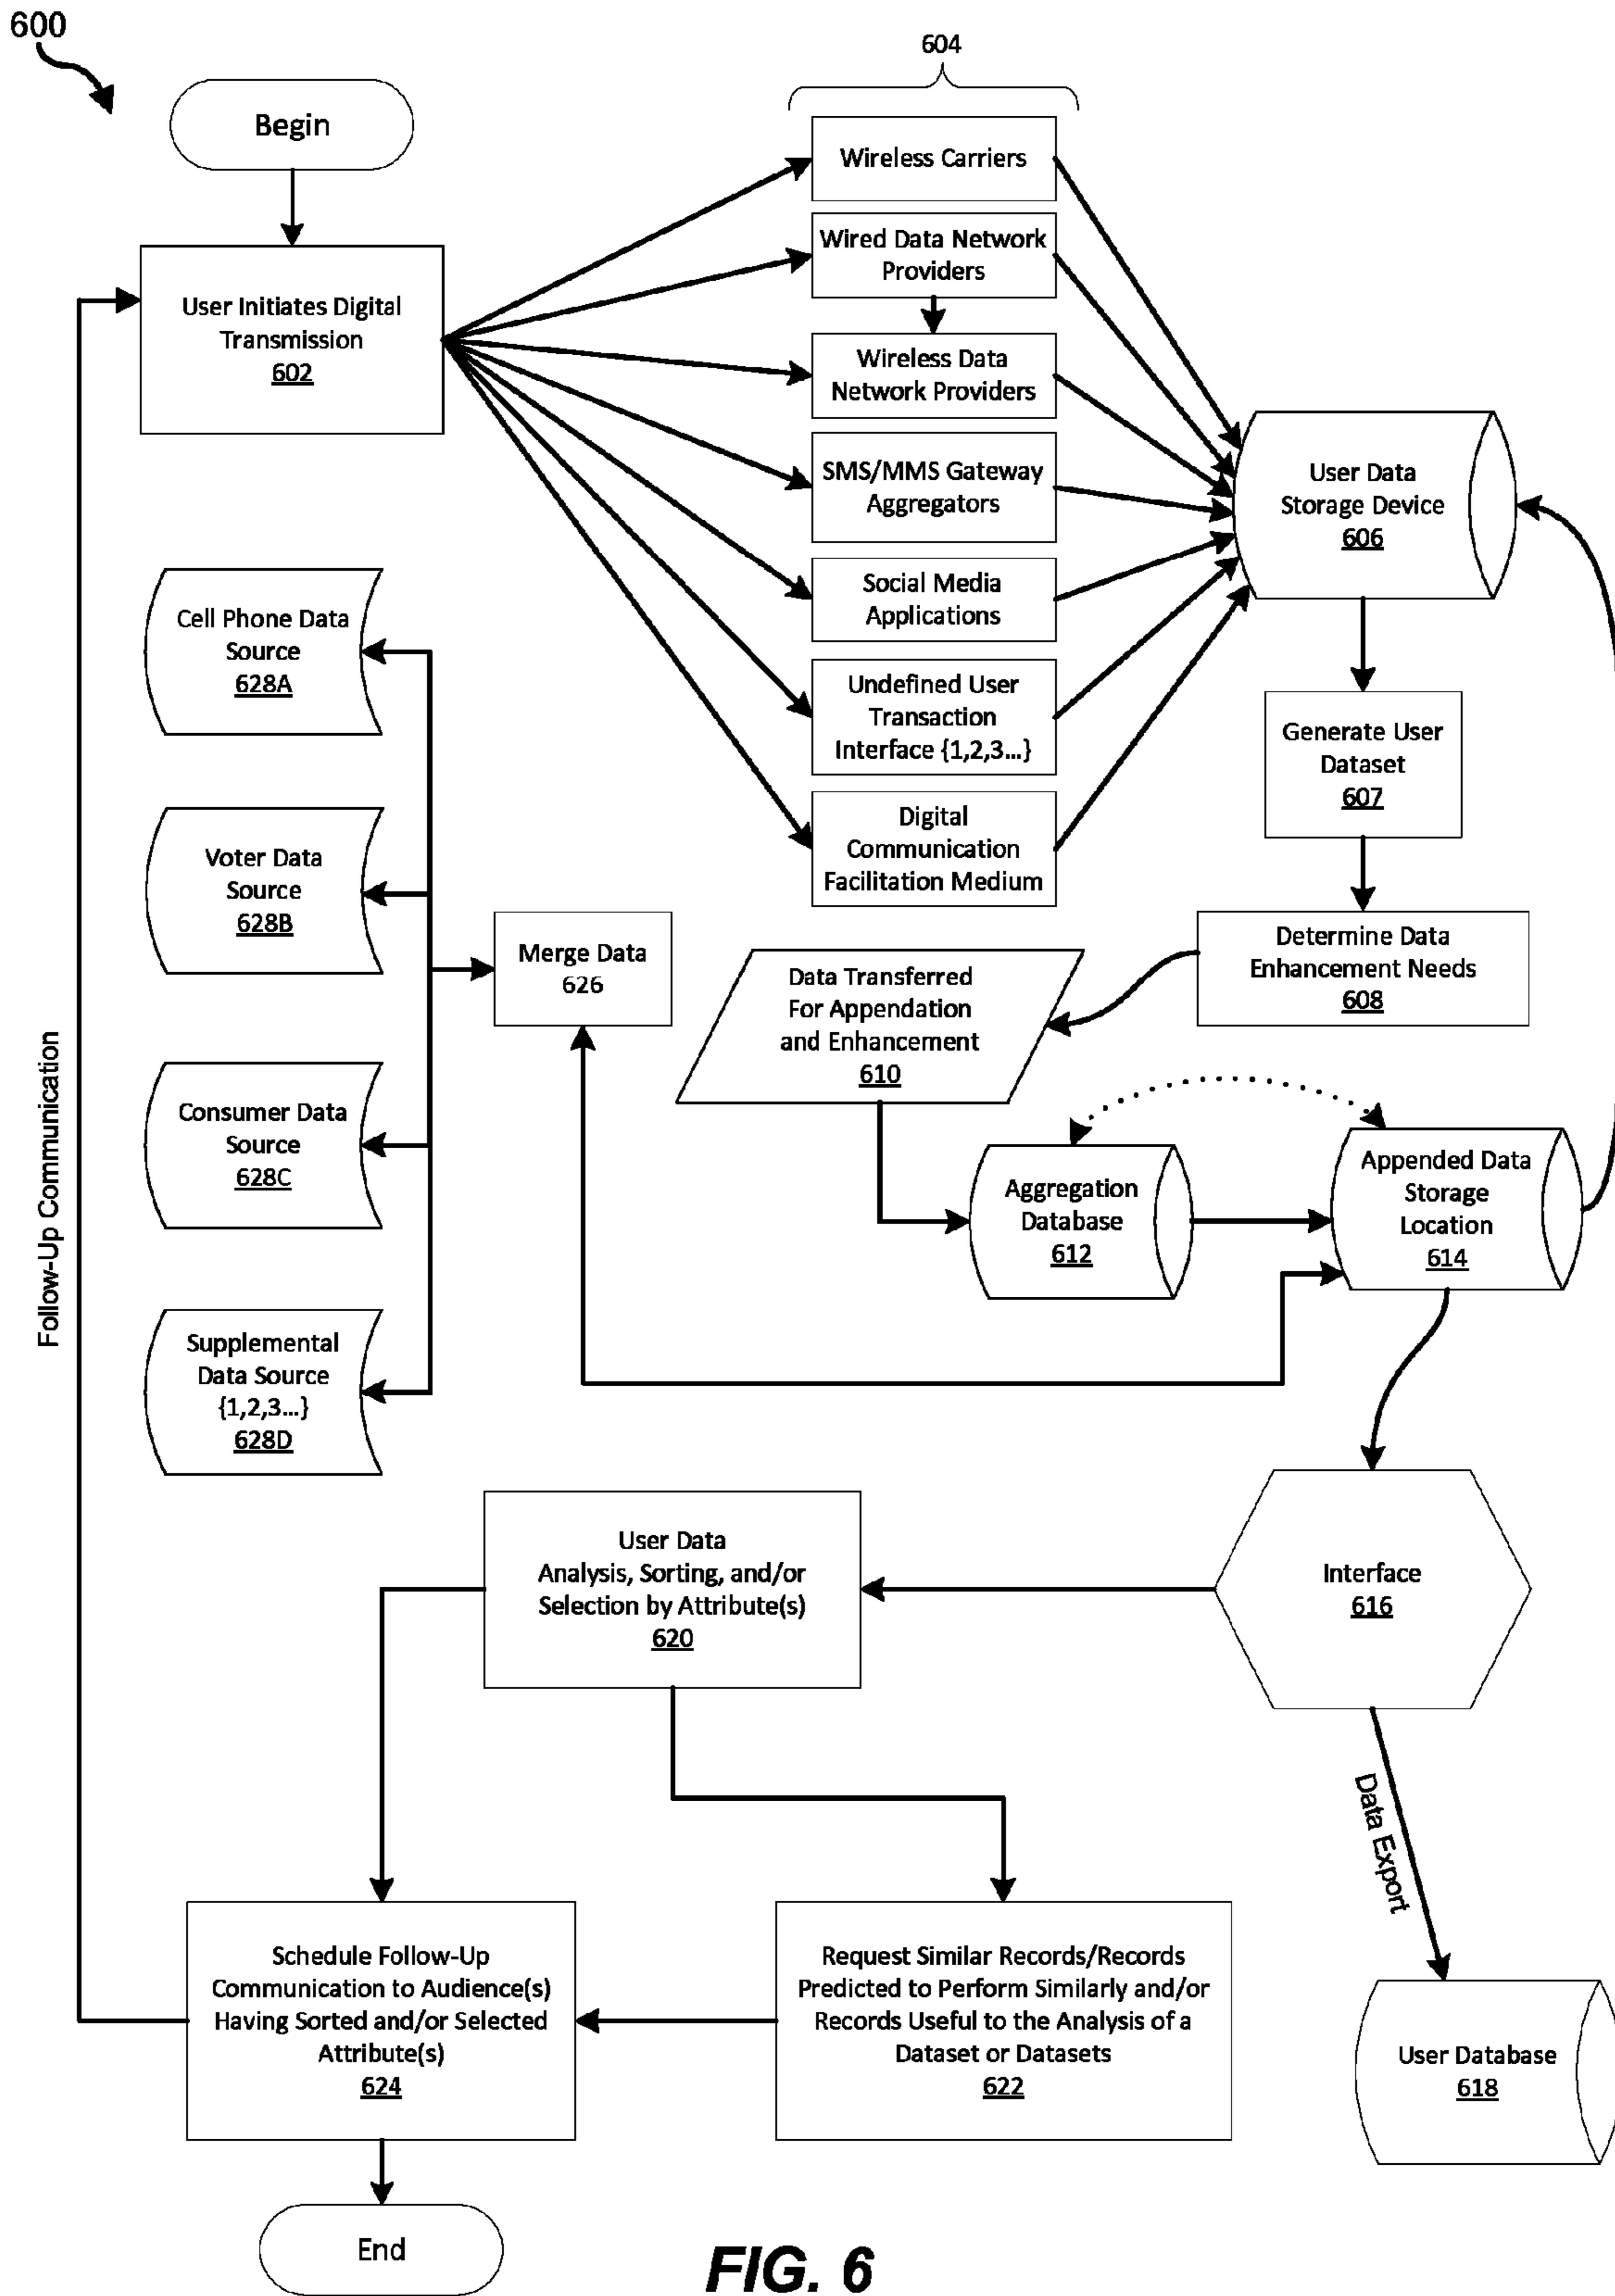 600
604
Begin
Wireless Carriers
Wired Data Network
Providers
User Initiates Digital
Transmission
602
Wireless Data
Network Providers
SMS/MMS Gateway
Aggregators
User Data
Storage Device
606
Social Media
Applications
Cell Phone Data
Source
628A
Undefined User
Transaction
Interface {1,2,3...}
Generate User
Dataset
607
Digital
Communication
Facilitation Medium
Voter Data
Source
628B
Merge Data
626
Determine Data
Enhancement Needs
608
Data Transferred
For Appendation
and Enhancement
610
Follow-Up Communication
Consumer Data
Source
628C
Aggregation
Database
612
Appended Data
Storage
Location
614
Supplemental
Data Source
{1,2,3...}
628D
User Data
Analysis, Sorting, and/or
Selection by Attribute(s)
620
Interface
616
Data Export
Schedule Follow-Up
Communication to Audience(s)
Having Sorted and/or Selected
Attribute(s)
624
Request Similar Records/Records
Predicted to Perform Similarly and/or
Records Useful to the Analysis of a
Dataset or Datasets
622
User Database
618
End
FIG. 6